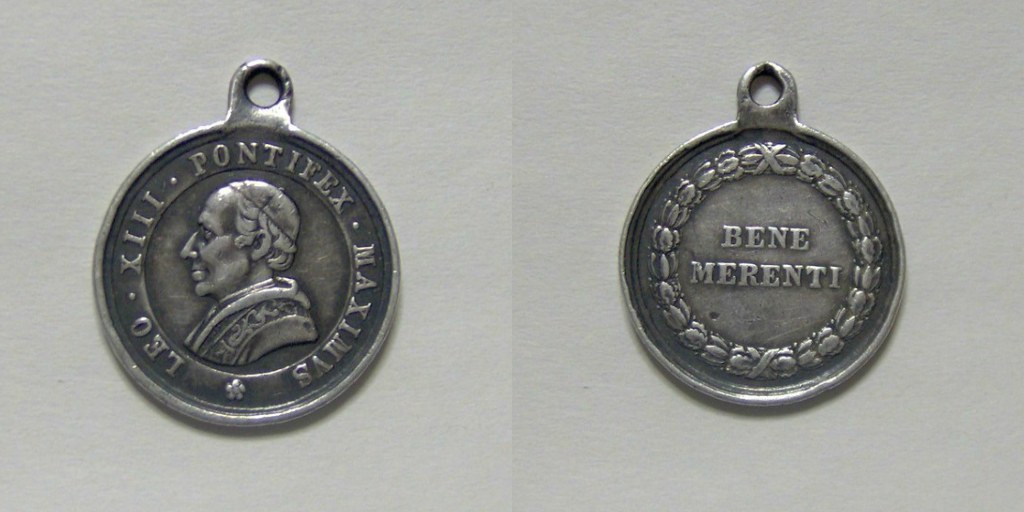 LEO · XIII · PONTIFEX · MAXIMVS
BENE
MERENTI